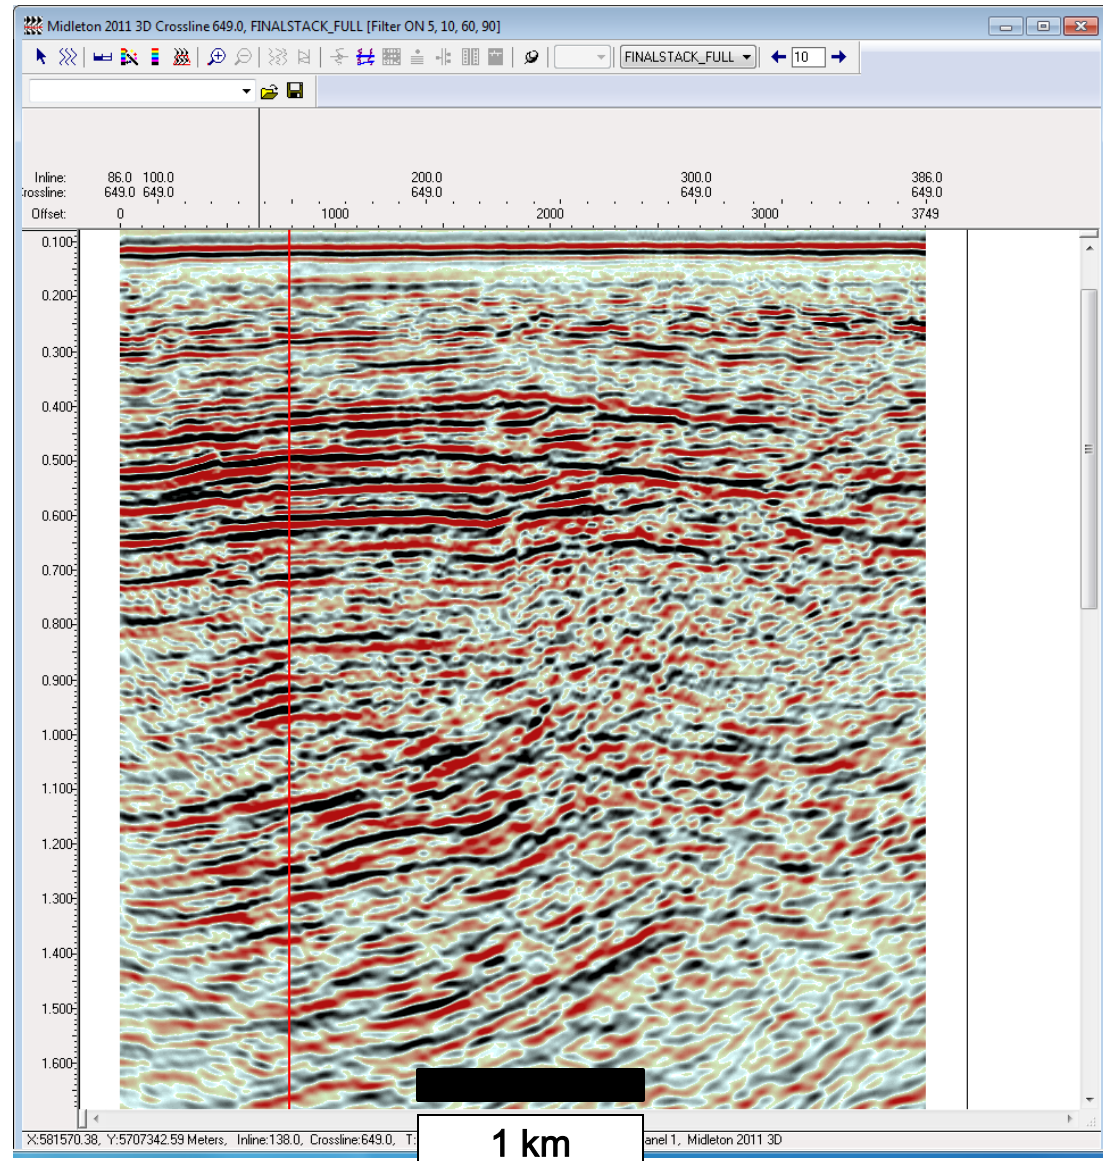 Midleton 2011 3D Crossline 649.0, FINALSTACK_FULL [Filter ON 5, 10, 60, 90]
FINALSTACK_FULL 10
Inline: 86.0 100.0 200.0 300.0 386.0
rossline: 649.0 649.0 649.0 649.0 649.0
Offset: 0 1000 2000 3000 3749
0.100
0.200
0.300
0.400
0.500
0.600
0.700
0.800
0.900
1.000
1.100
1.200
1.300
1.400
1.500
1.600
X:581570.38, Y:5707342.59 Meters, Inline:138.0, Crossline:649.0, T: anel 1, Midleton 2011 3D
1 km